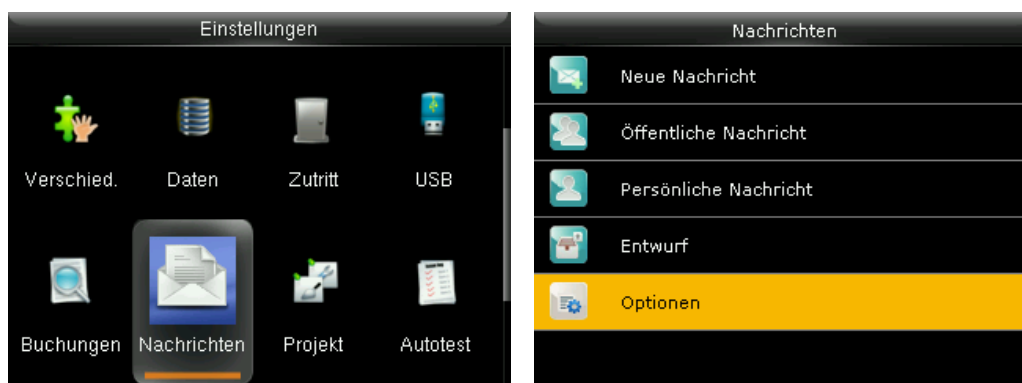 Einstellungen
Verschied. Daten Zutritt USB
Buchungen Nachrichten Projekt Autotest
Nachrichten
Neue Nachricht
Öffentliche Nachricht
Persönliche Nachricht
Entwurf
Optionen